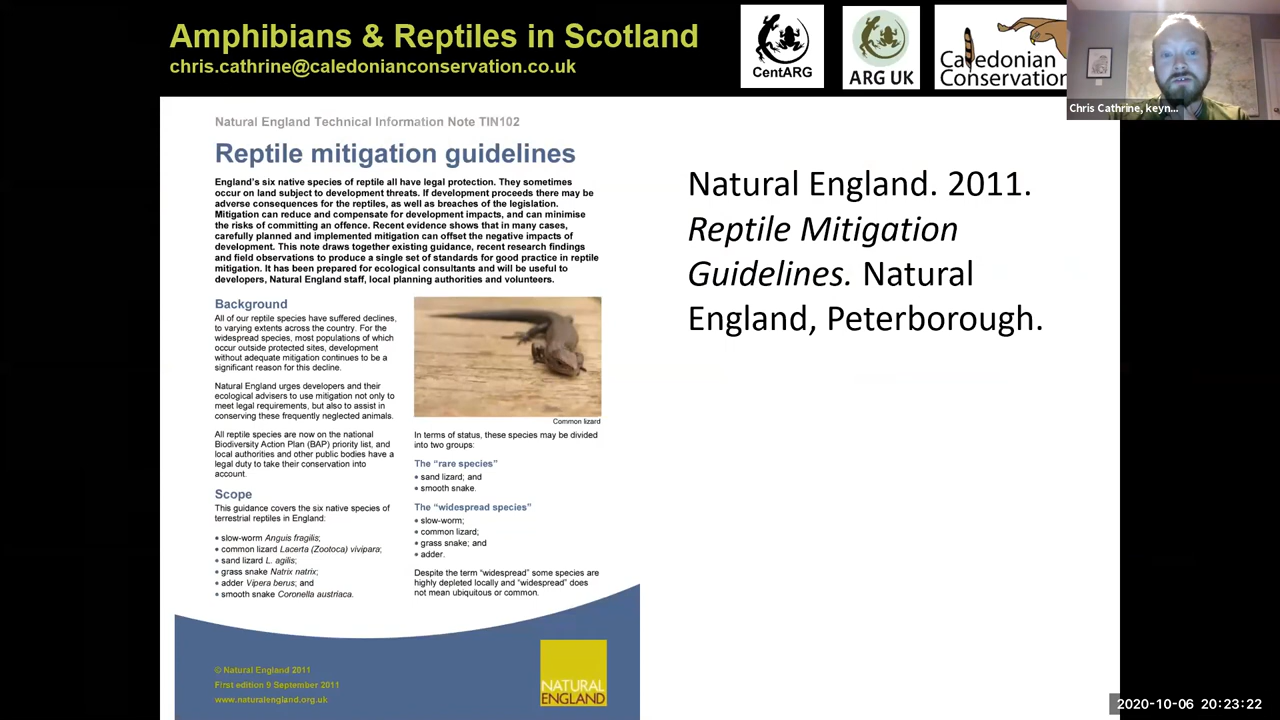 Amphibians & Reptiles in Scotland
chris.cathrine@caledonianconservation.co.uk
CentARG
ARG UK
Caledonian
Conservation
Chris Cathrine, keyn...
Natural England Technical Information Note TIN102
Reptile mitigation guidelines
England's six native species of reptile all have legal protection. They sometimes
occur on land subject to development threats. If development proceeds there may be
adverse consequences for the reptiles, as well as breaches of the legislation.
Mitigation can reduce and compensate for development impacts, and can minimise
the risks of committing an offence. Recent evidence shows that in many cases,
carefully planned and implemented mitigation can offset the negative impacts of
development. This note draws together existing guidance, recent research findings
and field observations to produce a single set of standards for good practice in reptile
mitigation. It has been prepared for ecological consultants and will be useful to
developers, Natural England staff, local planning authorities and volunteers.
Background
All of our reptile species have suffered declines,
to varying extents across the country. For the
widespread species, most populations of which
occur outside protected sites, development
without adequate mitigation continues to be a
significant reason for this decline.
Natural England urges developers and their
ecological advisers to use mitigation not only to
meet legal requirements, but also to assist in
conserving these frequently neglected animals.
All reptile species are now on the national
Biodiversity Action Plan (BAP) priority list, and
local authorities and other public bodies have a
legal duty to take their conservation into
account.
Scope
This guidance covers the six native species of
terrestrial reptiles in England:
• slow-worm Anguis fragilis;
• common lizard Lacerta (Zootoca) vivipara;
• sand lizard L. agilis;
• grass snake Natrix natrix;
• adder Vipera berus; and
• smooth snake Coronella austriaca.
Common lizard
In terms of status, these species may be divided
into two groups:
The "rare species"
• sand lizard; and
• smooth snake.
The "widespread species"
• slow-worm;
• common lizard;
• grass snake; and
• adder.
Despite the term "widespread" some species are
highly depleted locally and "widespread" does
not mean ubiquitous or common.
© Natural England 2011
First edition 9 September 2011
www.naturalengland.org.uk
NATURAL
ENGLAND
Natural England. 2011.
Reptile Mitigation
Guidelines. Natural
England, Peterborough.
2020-10-06 20:23:22